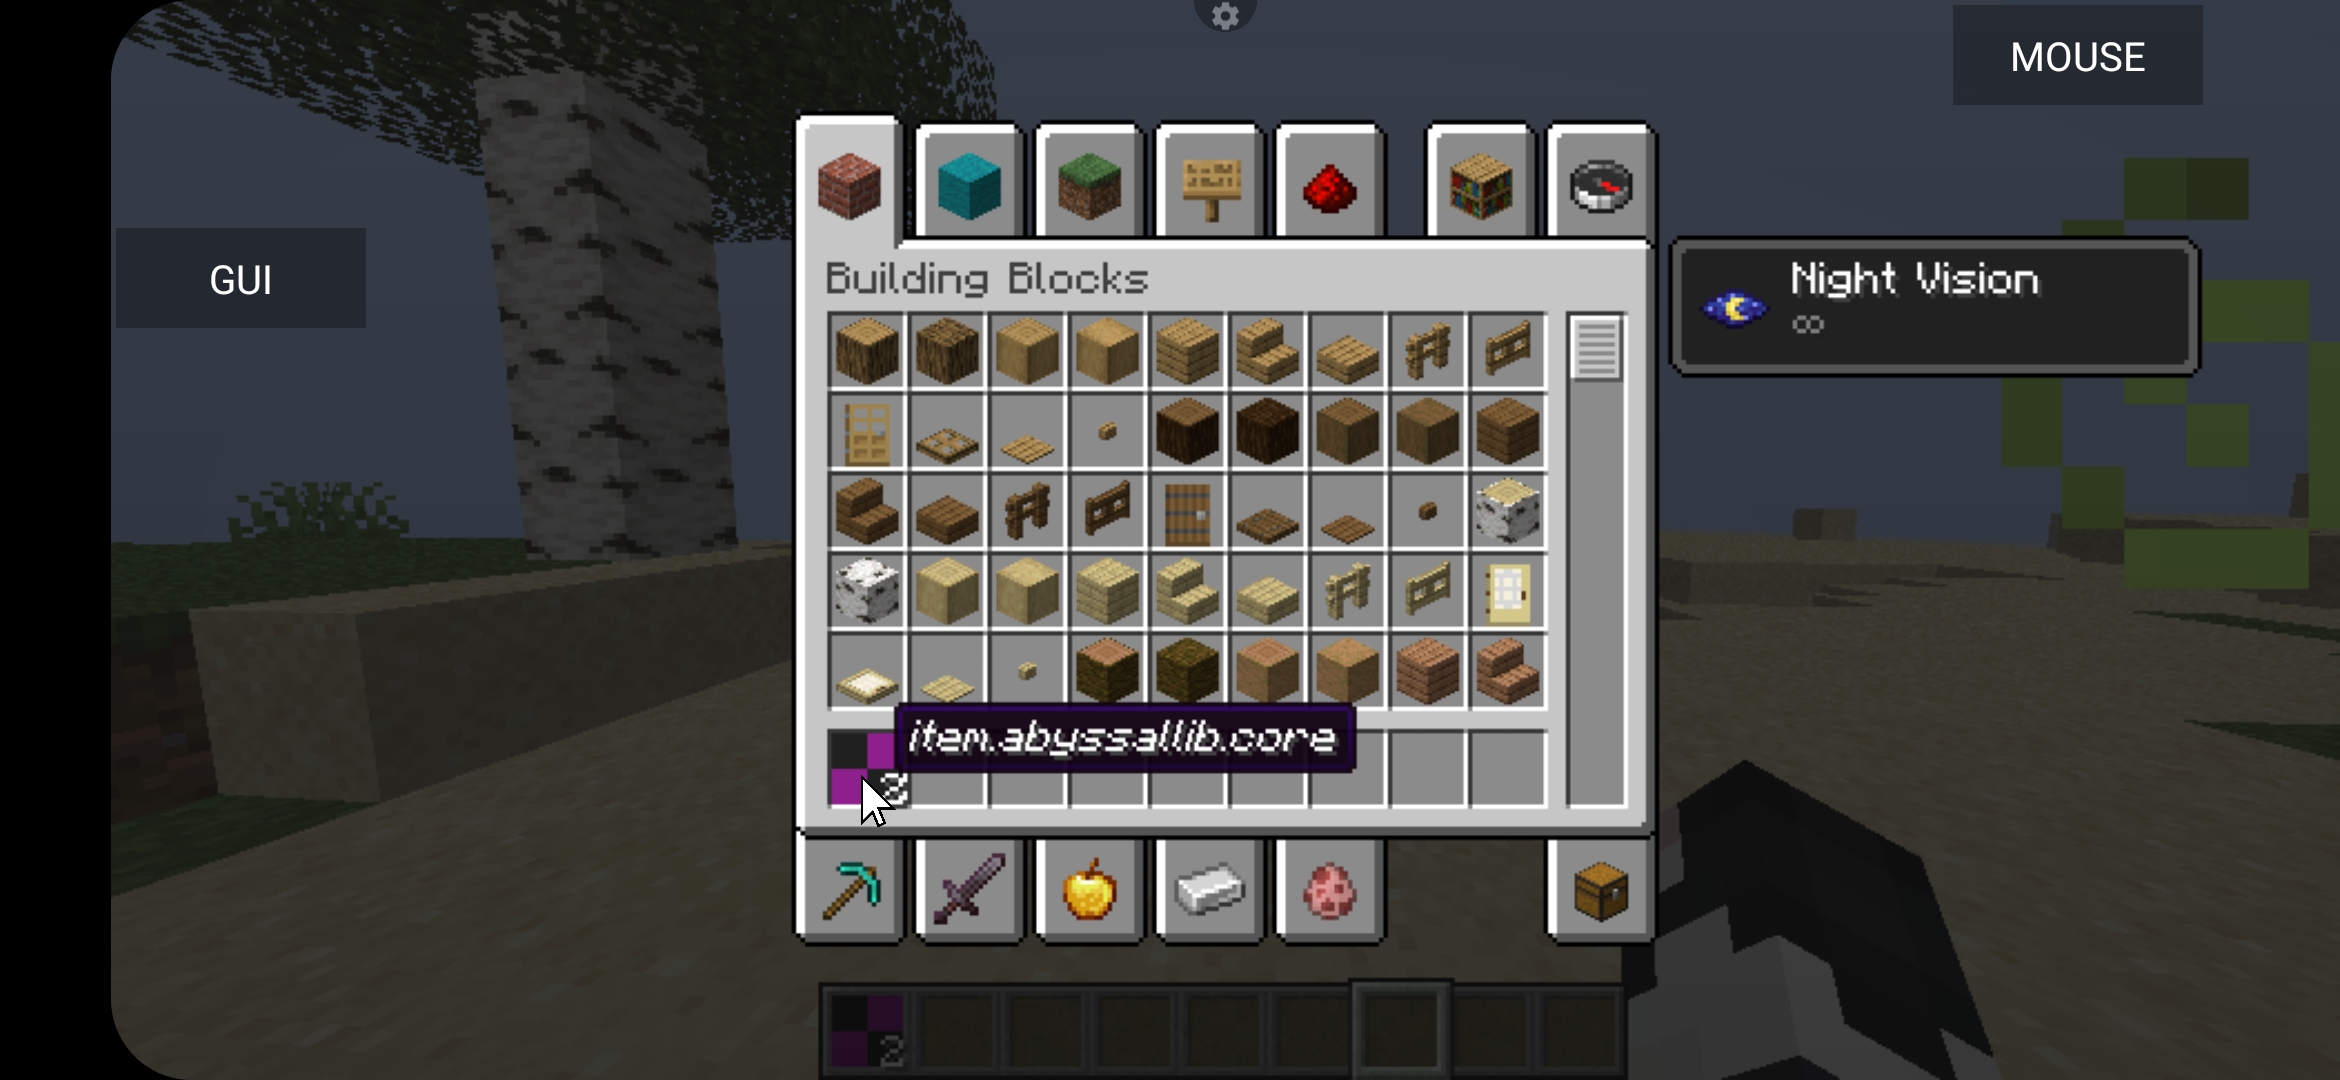 MOUSE
GUI
Building Blocks
Night Vision
∞
item.abyssallib.core
2
2